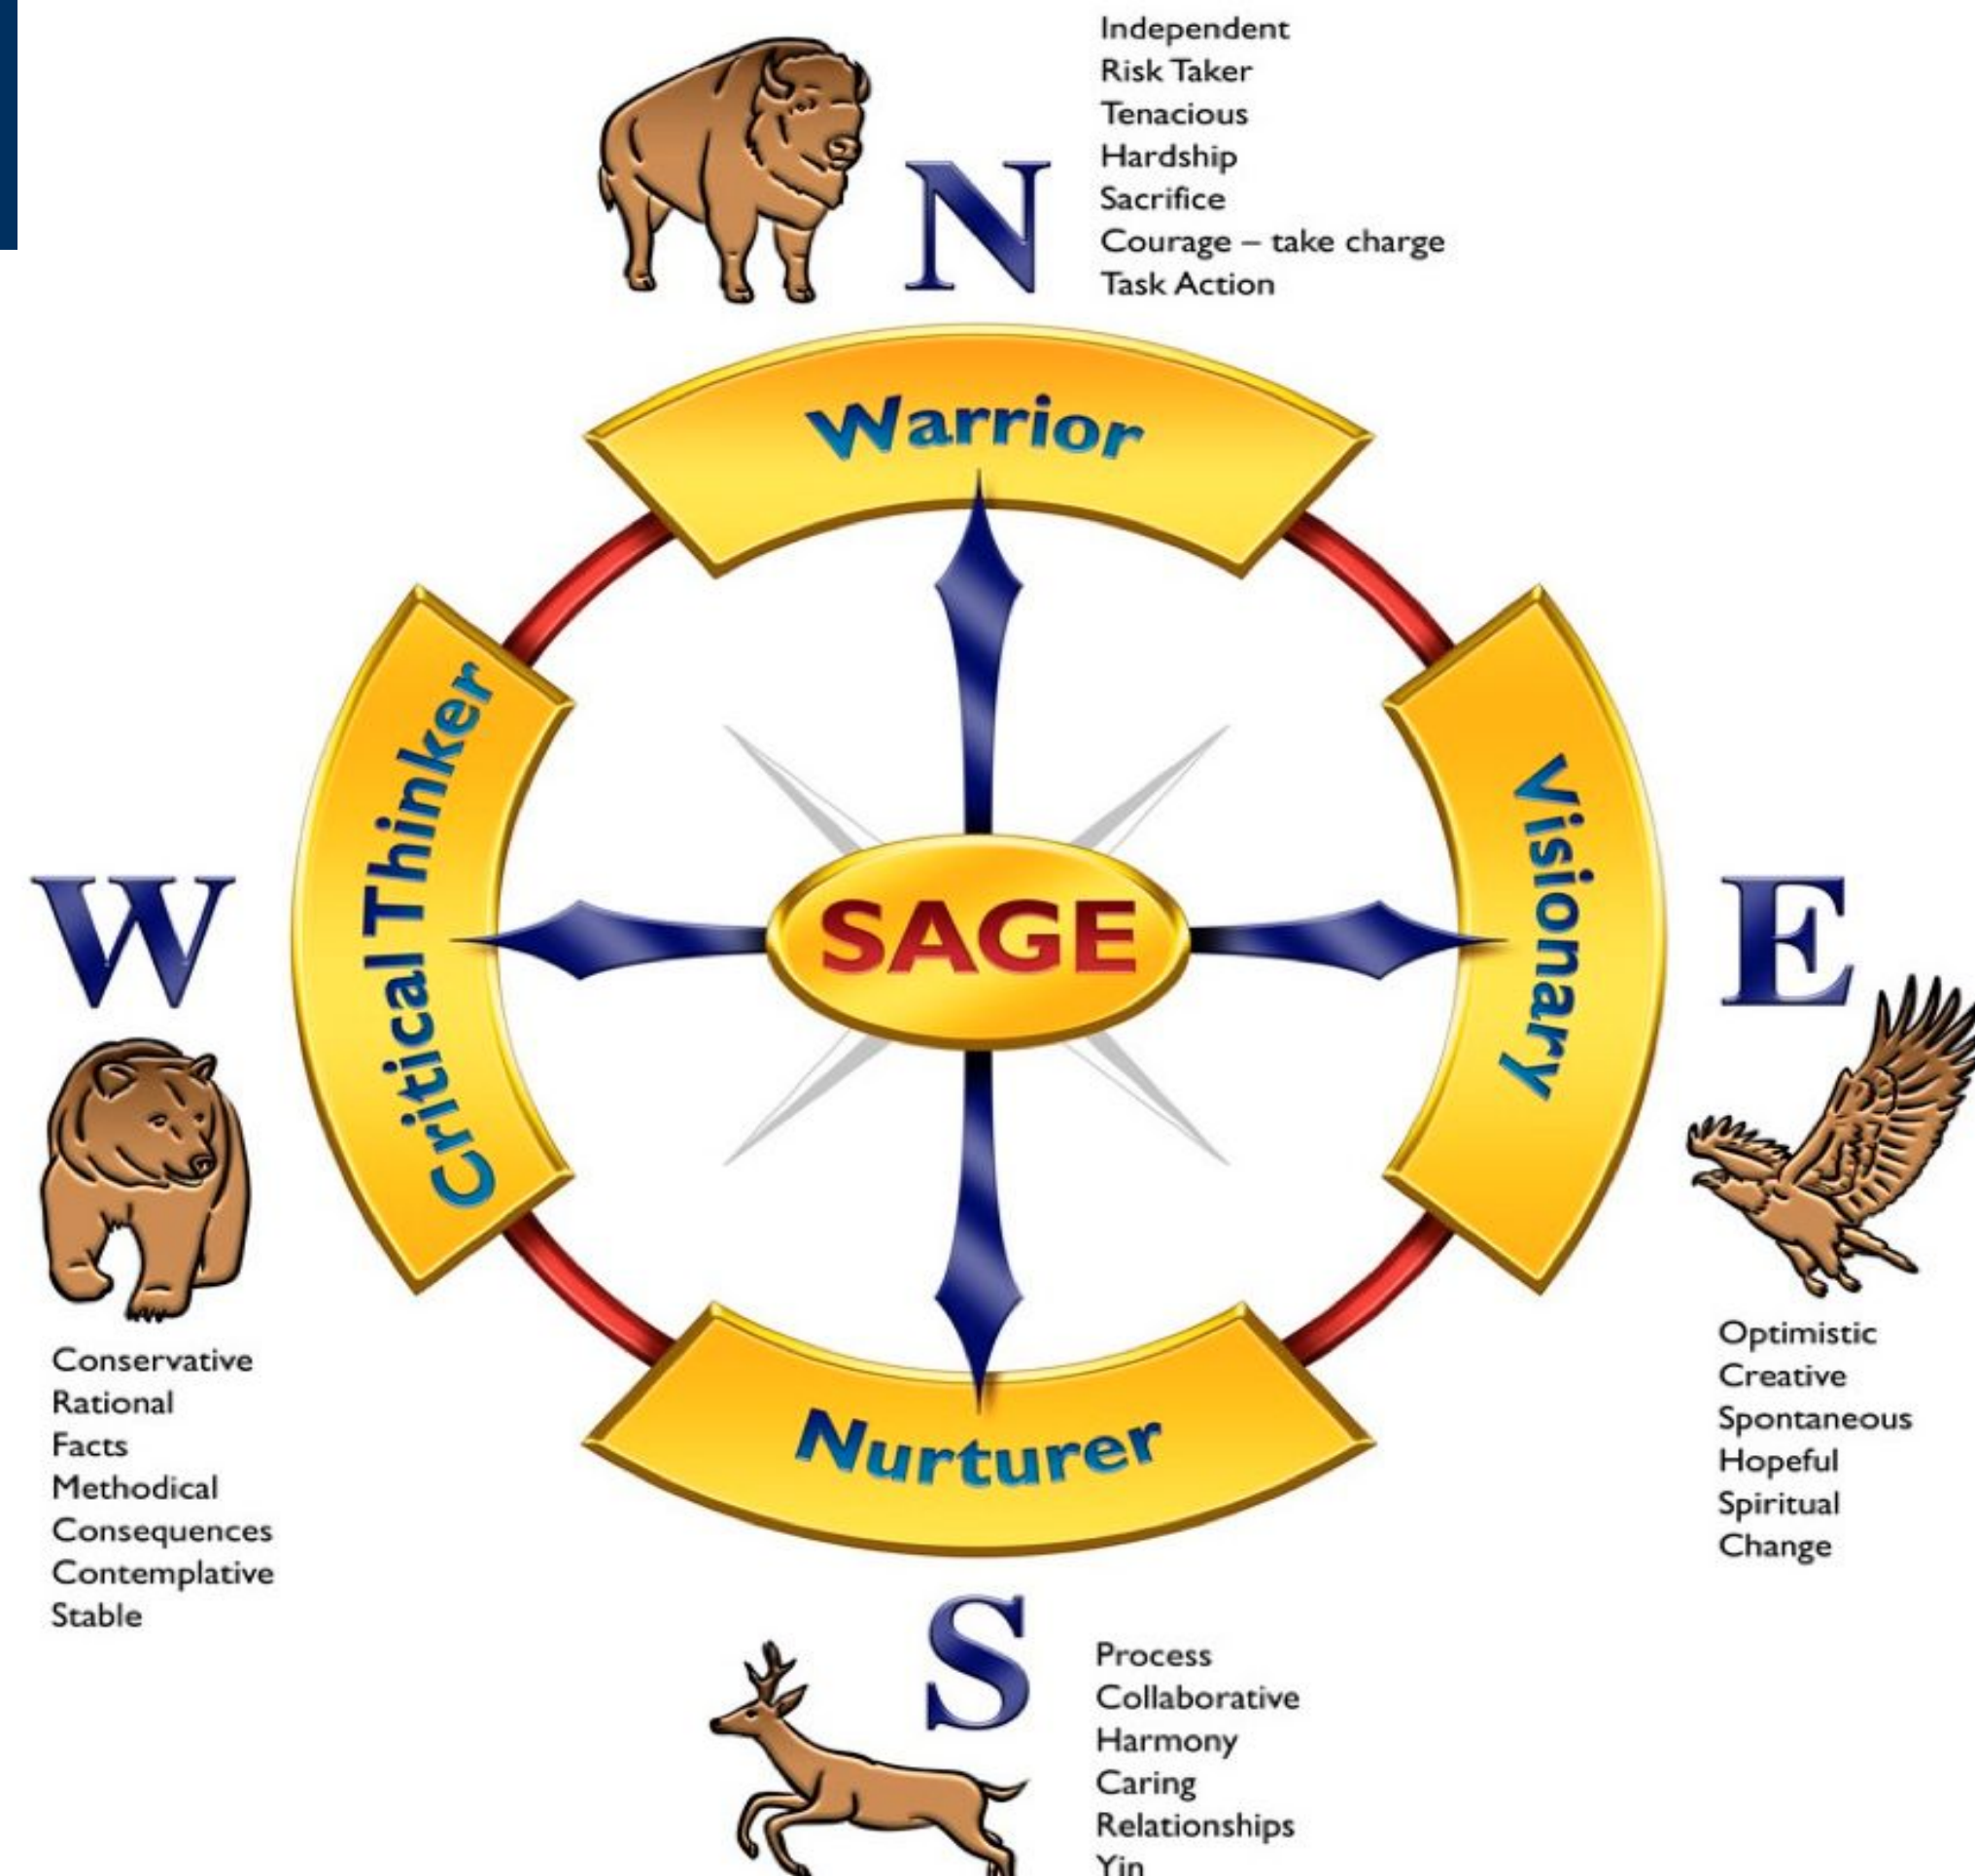 Independent
Risk Taker
Tenacious
Hardship
Sacrifice
Courage – take charge
Task Action
N
Warrior
Critical Thinker
Visionary
W
SAGE
E
Conservative
Rational
Facts
Methodical
Consequences
Contemplative
Stable
Optimistic
Creative
Spontaneous
Hopeful
Spiritual
Change
Nurturer
S
Process
Collaborative
Harmony
Caring
Relationships
Yin